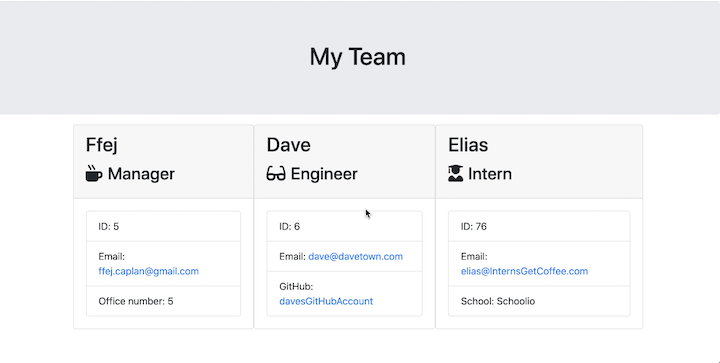 My Team
Ffej
Manager
ID: 5
Email:
ffej.caplan@gmail.com
Office number: 5
Dave
Engineer
ID: 6
Email: dave@davetown.com
GitHub:
davesGitHubAccount
Elias
Intern
ID: 76
Email:
elias@InternsGetCoffee.com
School: Schoolio